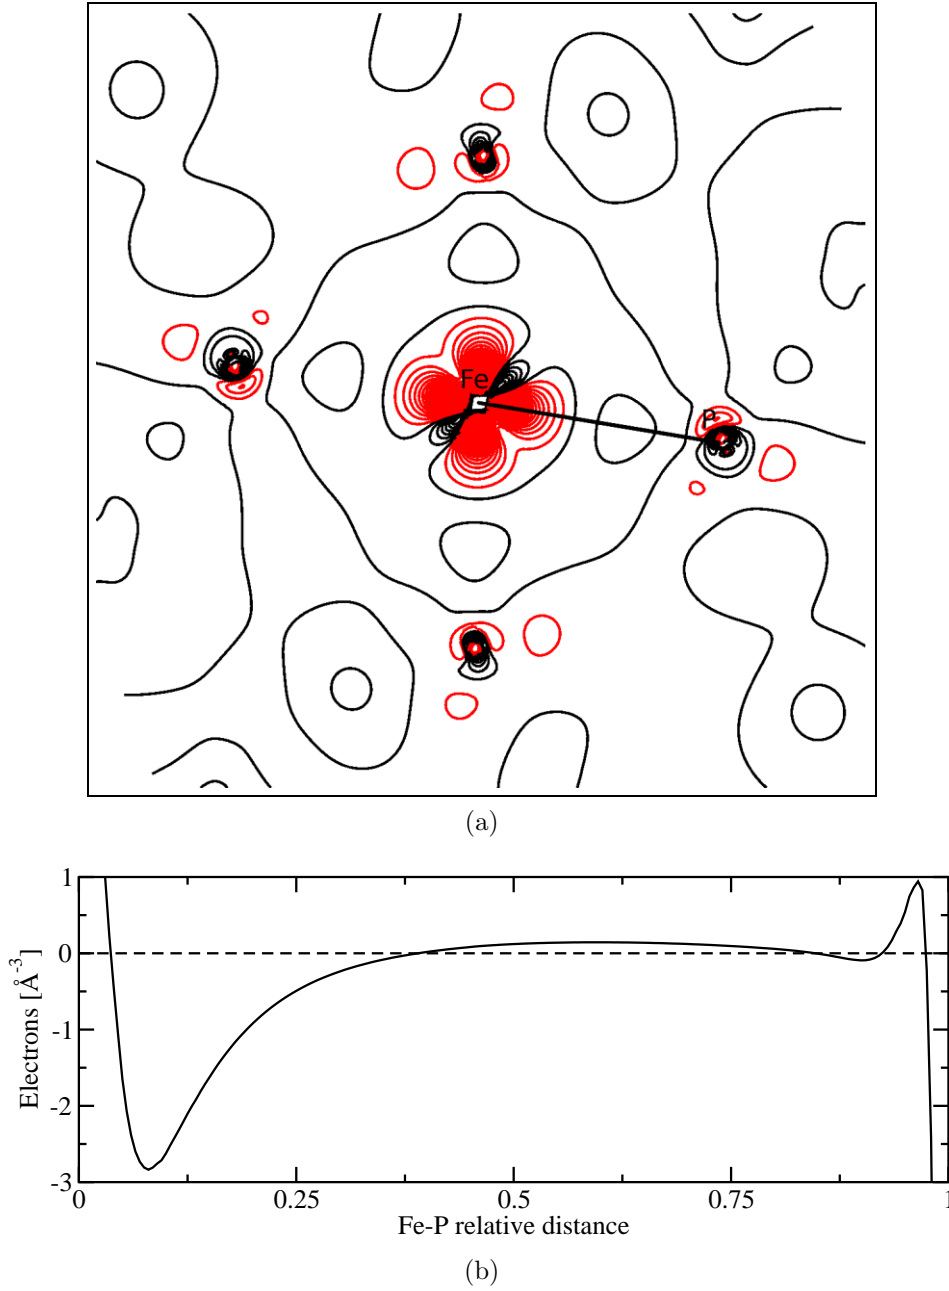 Fe
P
(a)
1
0
-1
-2
-3
Electrons [Å⁻³]
0 0.25 0.5 0.75 1
Fe-P relative distance
(b)